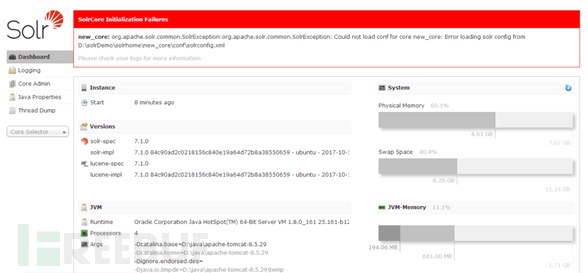 SolrCore Initialization Failures
new_core: org.apache.solr.common.SolrException:org.apache.solr.common.SolrException: Could not load conf for core new_core: Error loading solr config from
D:\solrDemo\solrhome\new_core\conf\solrconfig.xml
Please check your logs for more information
Solr
Dashboard
Logging
Core Admin
Java Properties
Thread Dump
Core Selector
Instance
Start 8 minutes ago
Versions
solr-spec 7.1.0
solr-impl 7.1.0 84c90ad2c0218156c840e19a64d72b8a38550659 - ubuntu - 2017-10-1
lucene-spec 7.1.0
lucene-impl 7.1.0 84c90ad2c0218156c840e19a64d72b8a38550659 - ubuntu - 2017-10-1
JVM
Runtime Oracle Corporation Java HotSpot(TM) 64-Bit Server VM 1.8.0_161 25.161-b12
Processors 4
Args -Dcatalina.base=D:\java\apache-tomcat-8.5.29
-Dcatalina.home=D:\java\apache-tomcat-8.5.29
-Dignore.endorsed.dirs=
-Djava.io.tmpdir=D:\java\apache-tomcat-8.5.29\temp
System
Physical Memory 60.1%
4.61 GB
7.67 GB
Swap Space 40.4%
6.20 GB
JVM-Memory 11.1%
194.06 MB
681.00 MB
1.71 GB